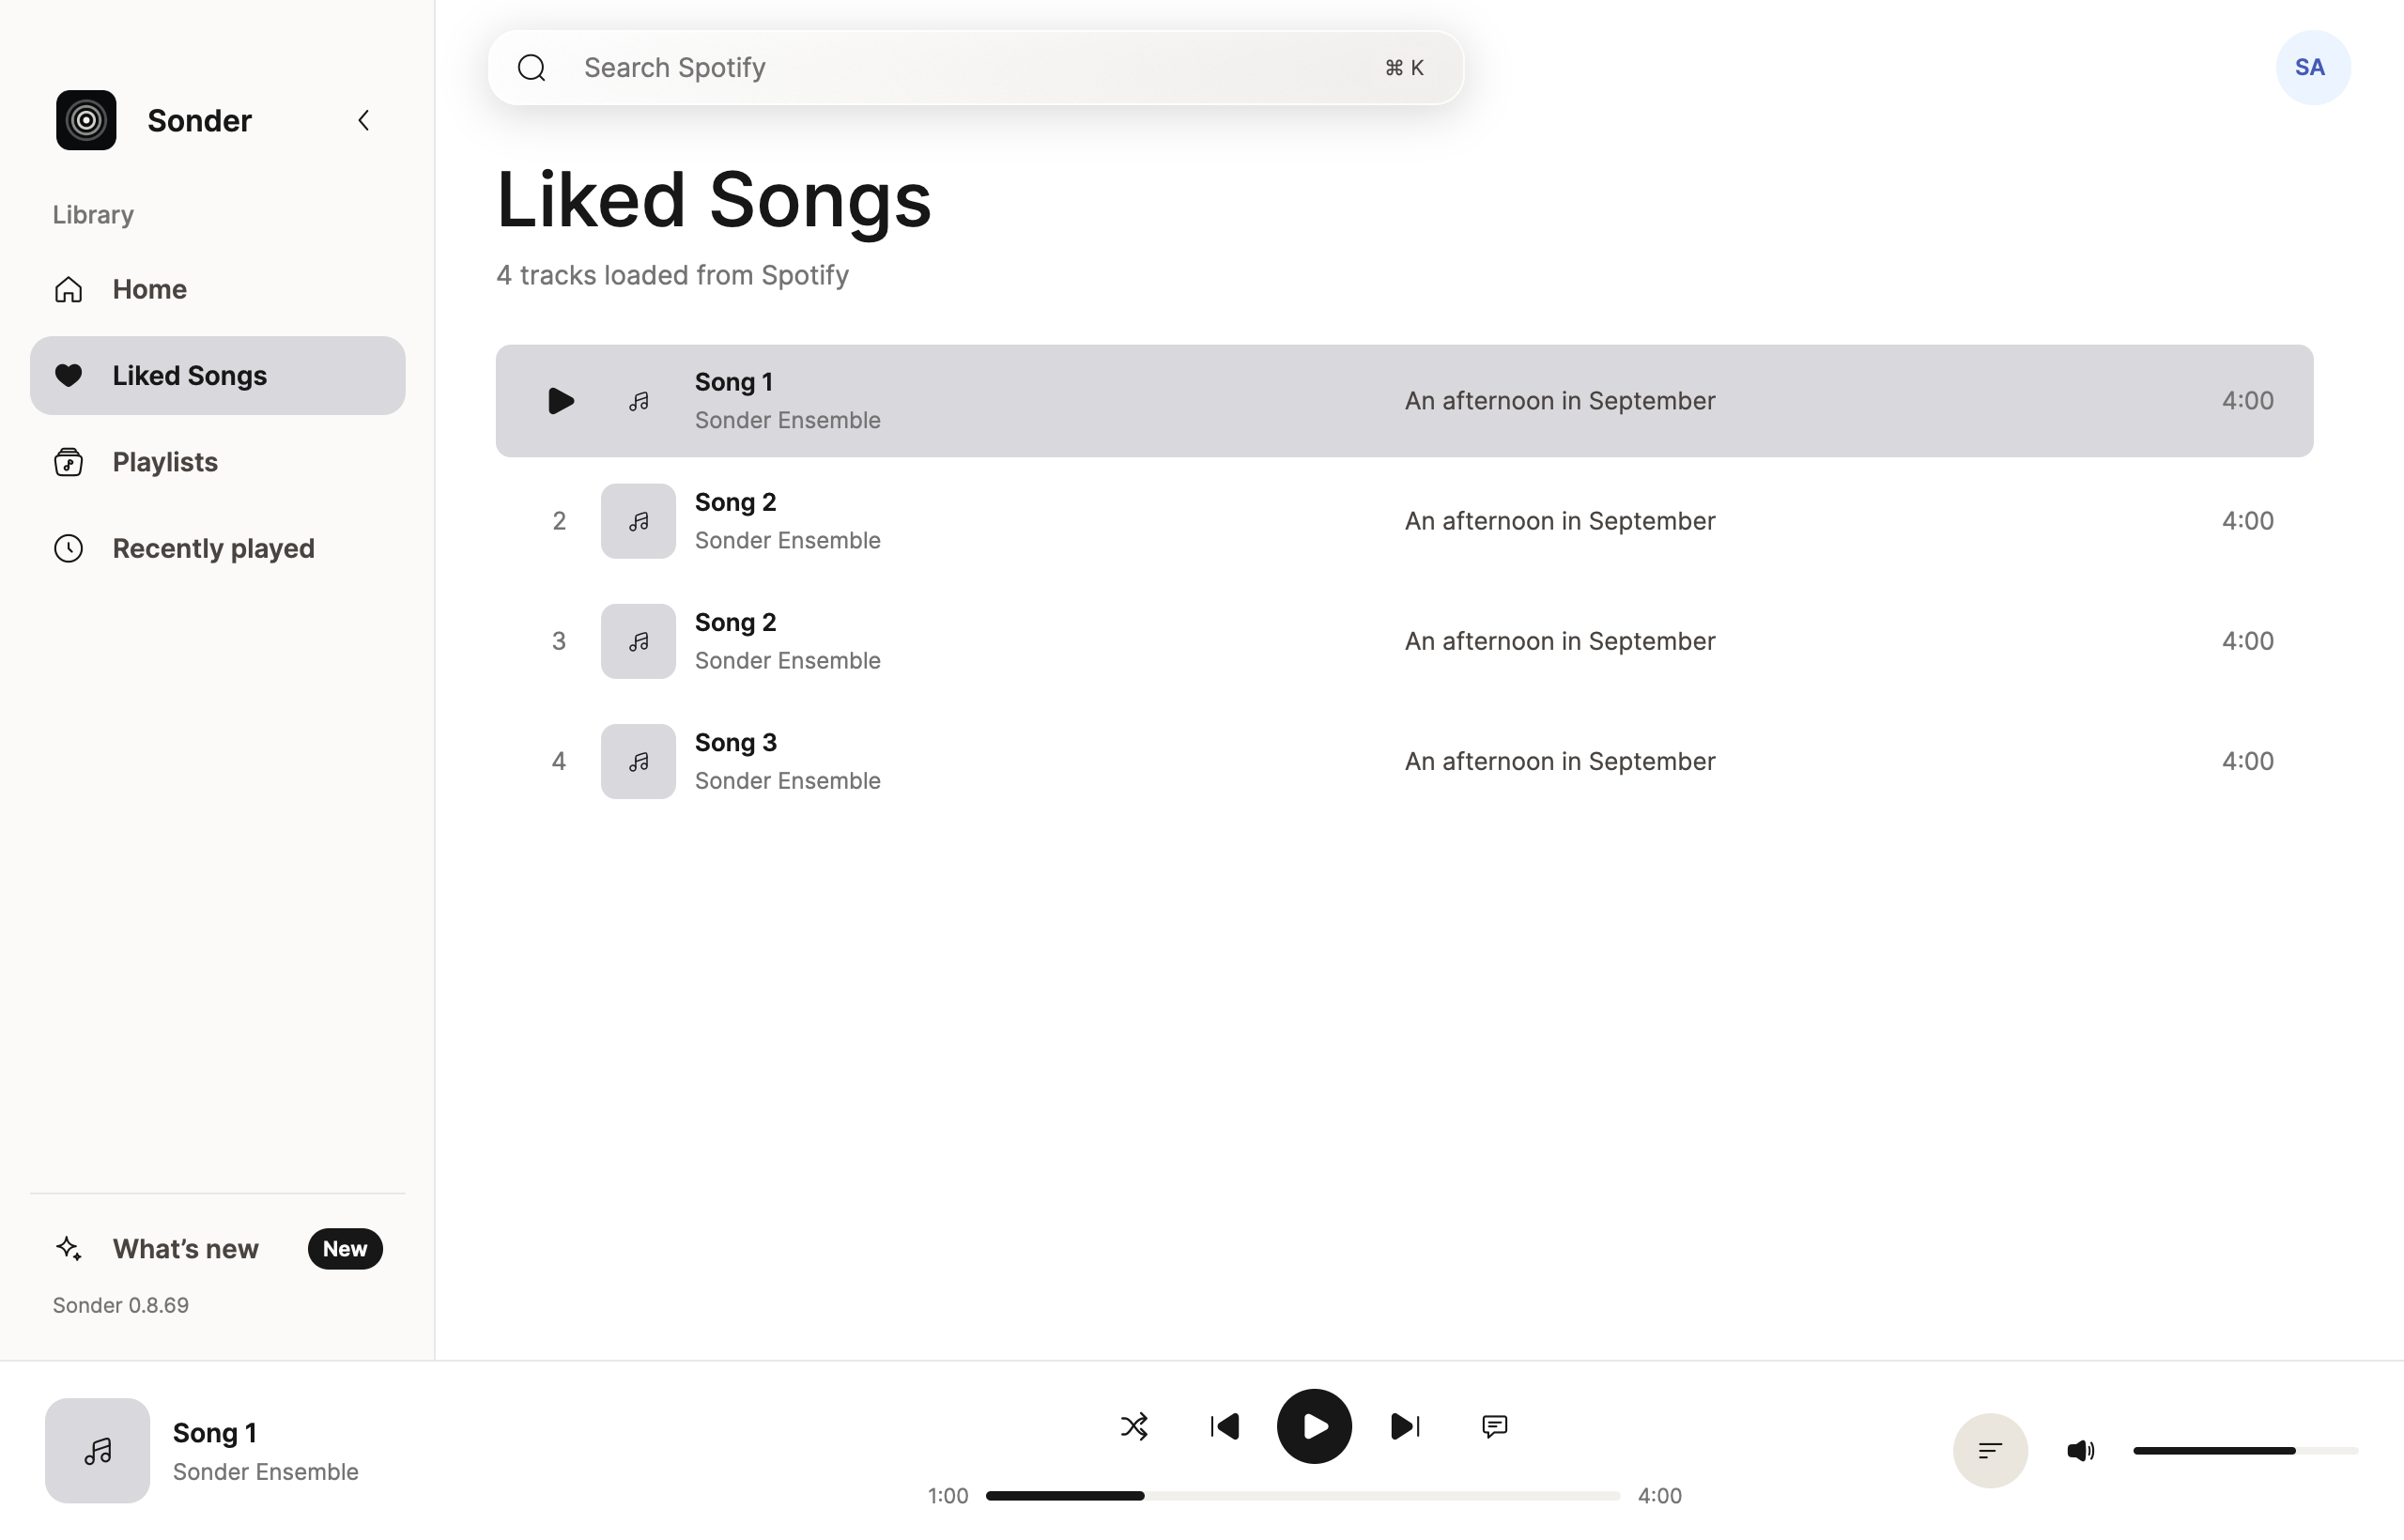 Sonder
Library
Home
Liked Songs
Playlists
Recently played
What’s new
New
Sonder 0.8.69
Search Spotify
⌘ K
SA
Liked Songs
4 tracks loaded from Spotify
Song 1
Sonder Ensemble
An afternoon in September
4:00
2
Song 2
Sonder Ensemble
An afternoon in September
4:00
3
Song 2
Sonder Ensemble
An afternoon in September
4:00
4
Song 3
Sonder Ensemble
An afternoon in September
4:00
Song 1
Sonder Ensemble
1:00
4:00